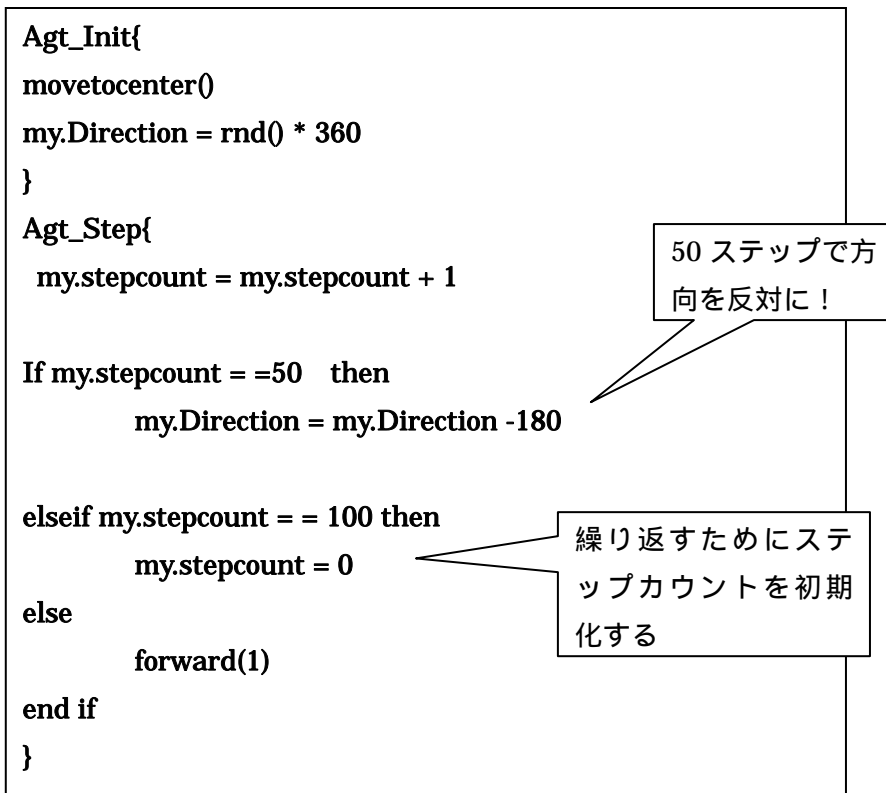 Agt_Init{
movetocenter()
my.Direction = rnd() * 360
}
Agt_Step{
my.stepcount = my.stepcount + 1
50 ステップで方
向を反対に！
If my.stepcount = =50 then
my.Direction = my.Direction -180
elseif my.stepcount = = 100 then
my.stepcount = 0
繰り返すためにステ
ップカウントを初期
化する
else
forward(1)
end if
}